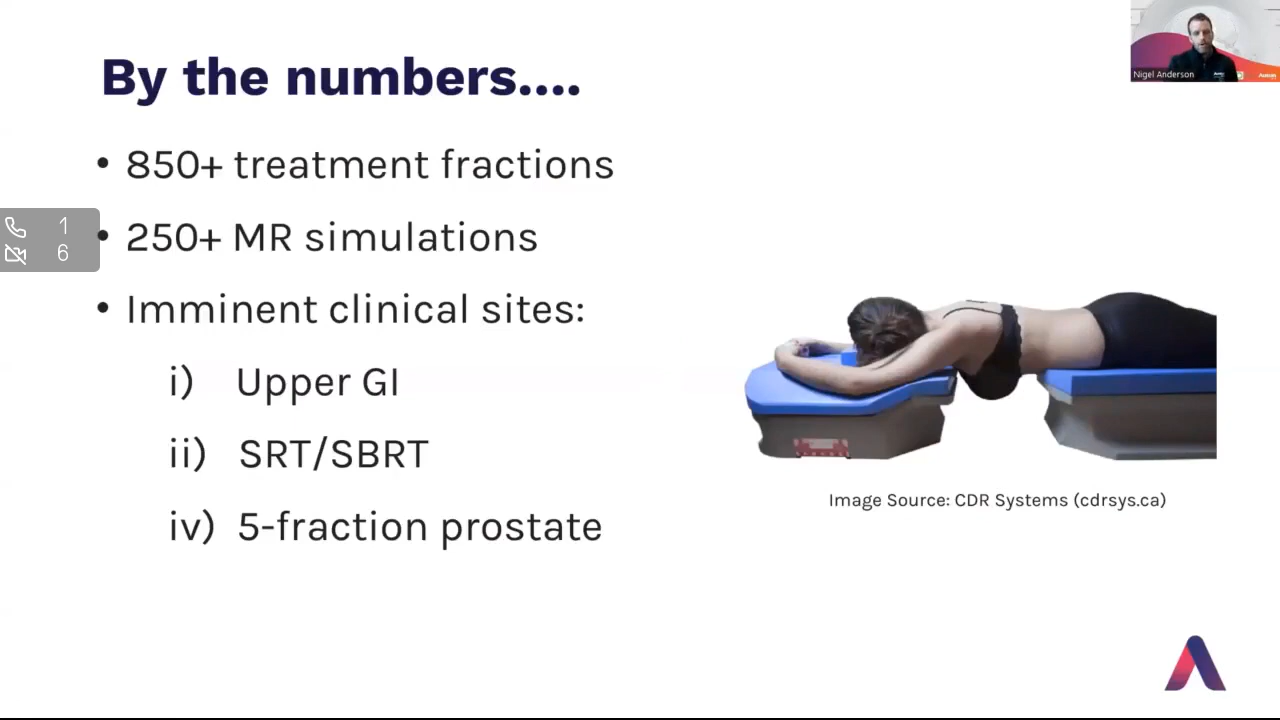 By the numbers....
Nigel Anderson
• 850+ treatment fractions
1
• 250+ MR simulations
6
• Imminent clinical sites:
i) Upper GI
ii) SRT/SBRT
iv) 5-fraction prostate
Image Source: CDR Systems (cdrsys.ca)